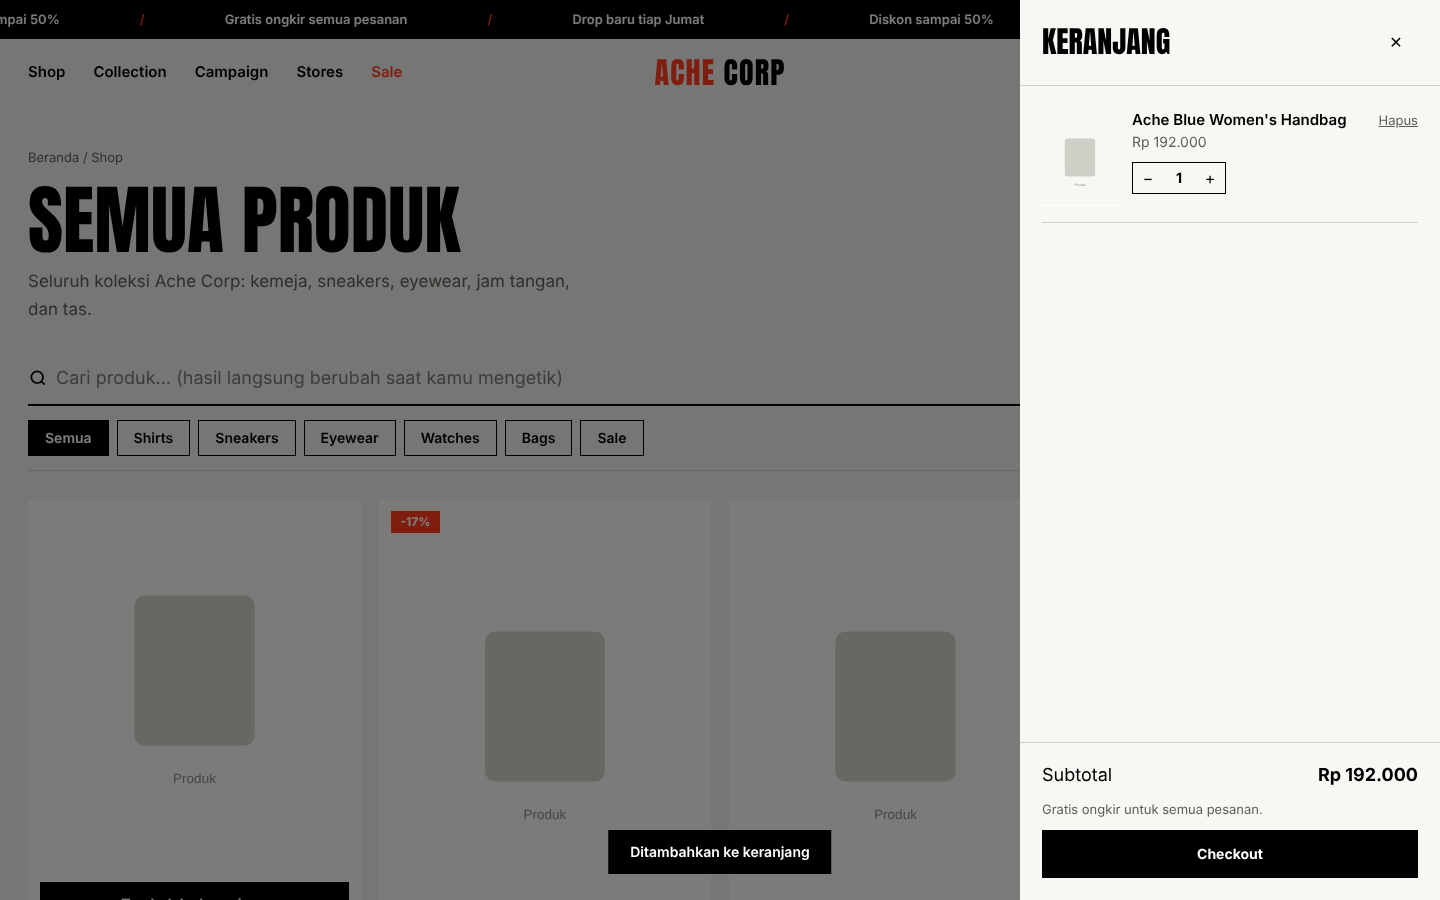 mpai 50% / Gratis ongkir semua pesanan / Drop baru tiap Jumat / Diskon sampai 50%
Shop Collection Campaign Stores Sale
ACHE CORP
Beranda / Shop
SEMUA PRODUK
Seluruh koleksi Ache Corp: kemeja, sneakers, eyewear, jam tangan,
dan tas.
Cari produk... (hasil langsung berubah saat kamu mengetik)
Semua Shirts Sneakers Eyewear Watches Bags Sale
-17%
Produk
Produk
Produk
Ditambahkan ke keranjang
KERANJANG ×
Ache Blue Women's Handbag Hapus
Rp 192.000
− 1 +
Subtotal Rp 192.000
Gratis ongkir untuk semua pesanan.
Checkout